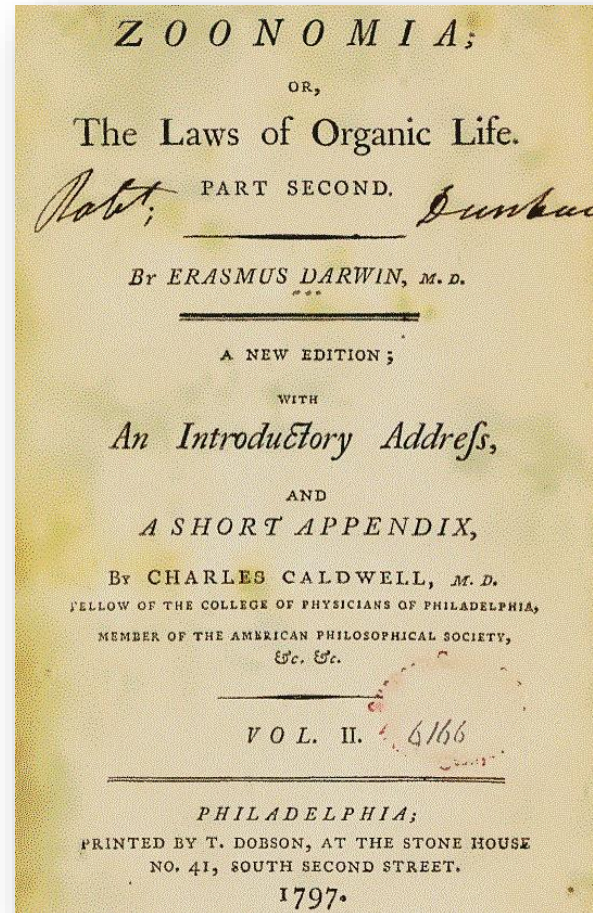 ZOONOMIA;
OR,
The Laws of Organic Life.
PART SECOND.
Robt; Dunbar
By ERASMUS DARWIN, M. D.
A NEW EDITION;
WITH
An Introductory Addreſs,
AND
A SHORT APPENDIX,
By CHARLES CALDWELL, M. D.
FELLOW OF THE COLLEGE OF PHYSICIANS OF PHILADELPHIA,
MEMBER OF THE AMERICAN PHILOSOPHICAL SOCIETY,
&c. &c.
VOL. II.
6166
PHILADELPHIA;
PRINTED BY T. DOBSON, AT THE STONE HOUSE
NO. 41, SOUTH SECOND STREET.
1797.